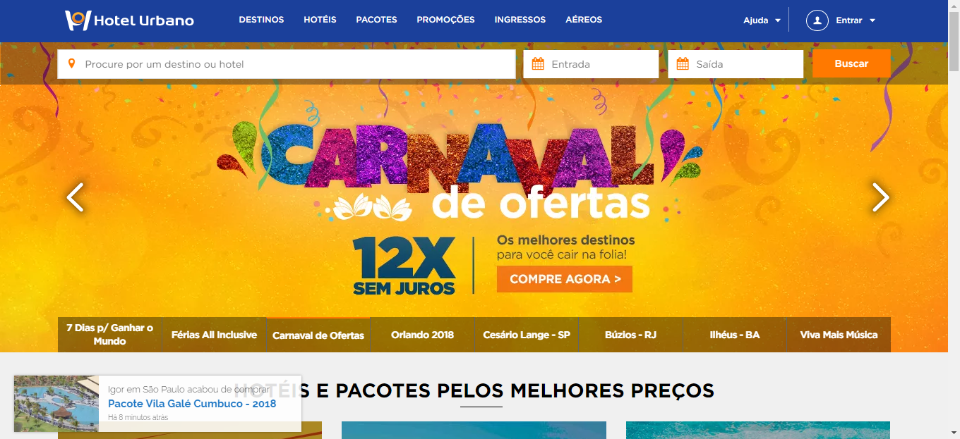 Hotel Urbano
DESTINOS HOTÉIS PACOTES PROMOÇÕES INGRESSOS AÉREOS
Ajuda Entrar
Procure por um destino ou hotel
Entrada
Saída
Buscar
CARNAVAL
de ofertas
12X
SEM JUROS
Os melhores destinos
para você cair na folia!
COMPRE AGORA >
7 Dias p/ Ganhar o
Mundo
Férias All Inclusive
Carnaval de Ofertas
Orlando 2018
Cesário Lange - SP
Búzios - RJ
Ilhéus - BA
Viva Mais Música
HOTÉIS E PACOTES PELOS MELHORES PREÇOS
Igor em São Paulo acabou de comprar
Pacote Vila Galé Cumbuco - 2018
Há 8 minutos atrás